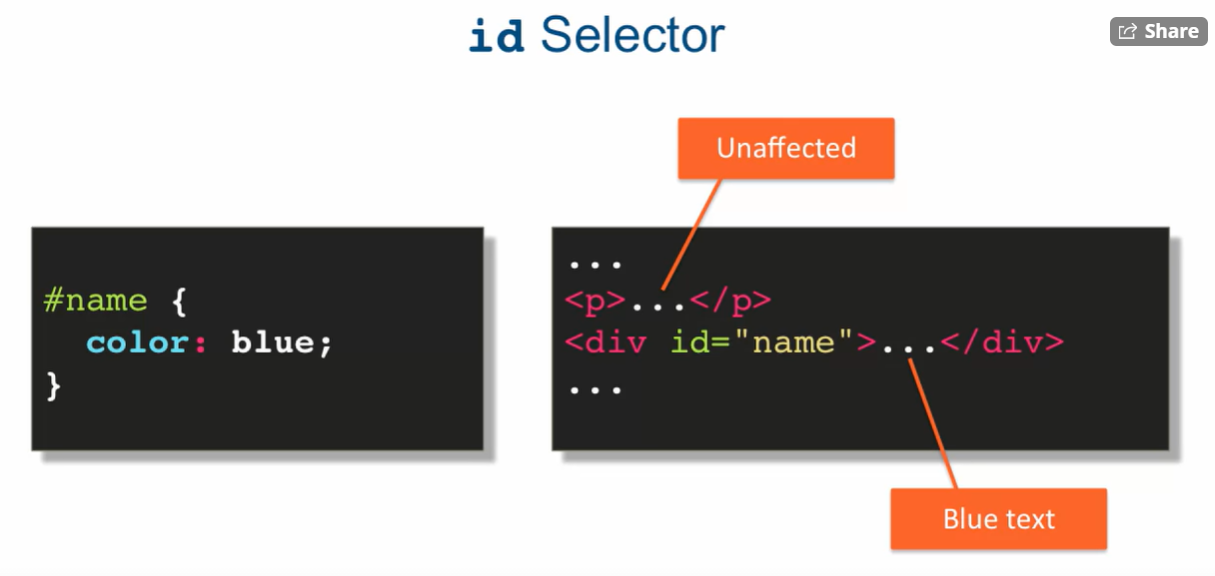 id Selector
Share
Unaffected
#name {
color: blue;
}
...
<p>...</p>
<div id="name">...</div>
...
Blue text